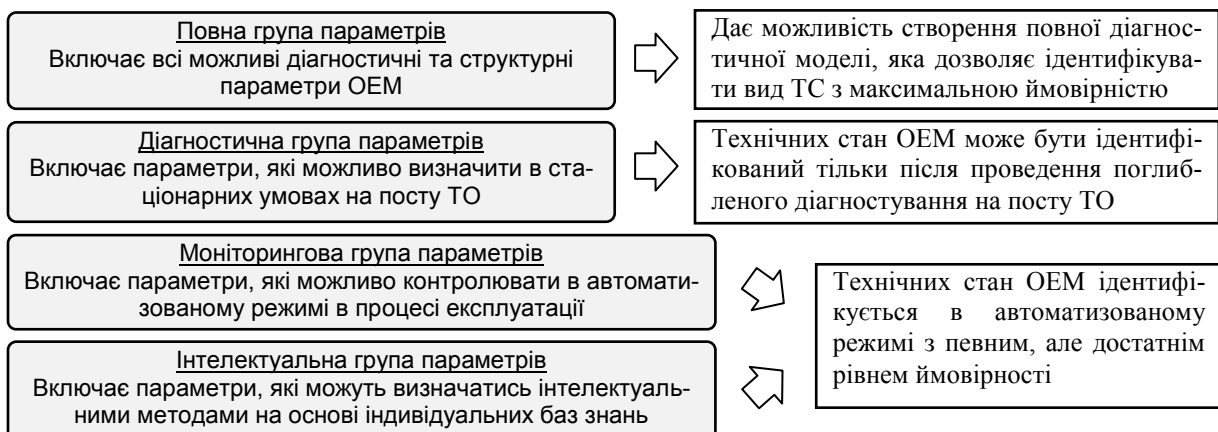 Повна група параметрів
Включає всі можливі діагностичні та структурні
параметри ОЕМ
Дає можливість створення повної діагнос-
тичної моделі, яка дозволяє ідентифікува-
ти вид ТС з максимальною ймовірністю
Діагностична група параметрів
Включає параметри, які можливо визначити в ста-
ціонарних умовах на посту ТО
Технічних стан ОЕМ може бути ідентифі-
кований тільки після проведення поглиб-
леного діагностування на посту ТО
Моніторингова група параметрів
Включає параметри, які можливо контролювати в автомати-
зованому режимі в процесі експлуатації
Інтелектуальна група параметрів
Включає параметри, які можуть визначатись інтелектуаль-
ними методами на основі індивідуальних баз знань
Технічних стан ОЕМ ідентифі-
кується в автоматизованому
режимі з певним, але достатнім
рівнем ймовірності